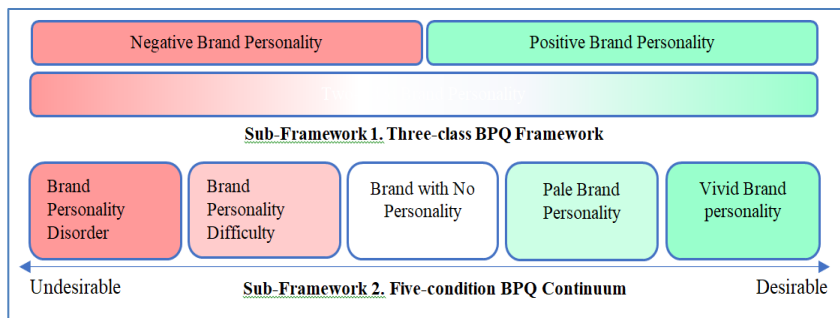 Negative Brand Personality
Positive Brand Personality
Sub-Framework 1. Three-class BPQ Framework
Brand
Personality
Disorder
Brand
Personality
Difficulty
Brand with No
Personality
Pale Brand
Personality
Vivid Brand
personality
Undesirable
Sub-Framework 2. Five-condition BPQ Continuum
Desirable